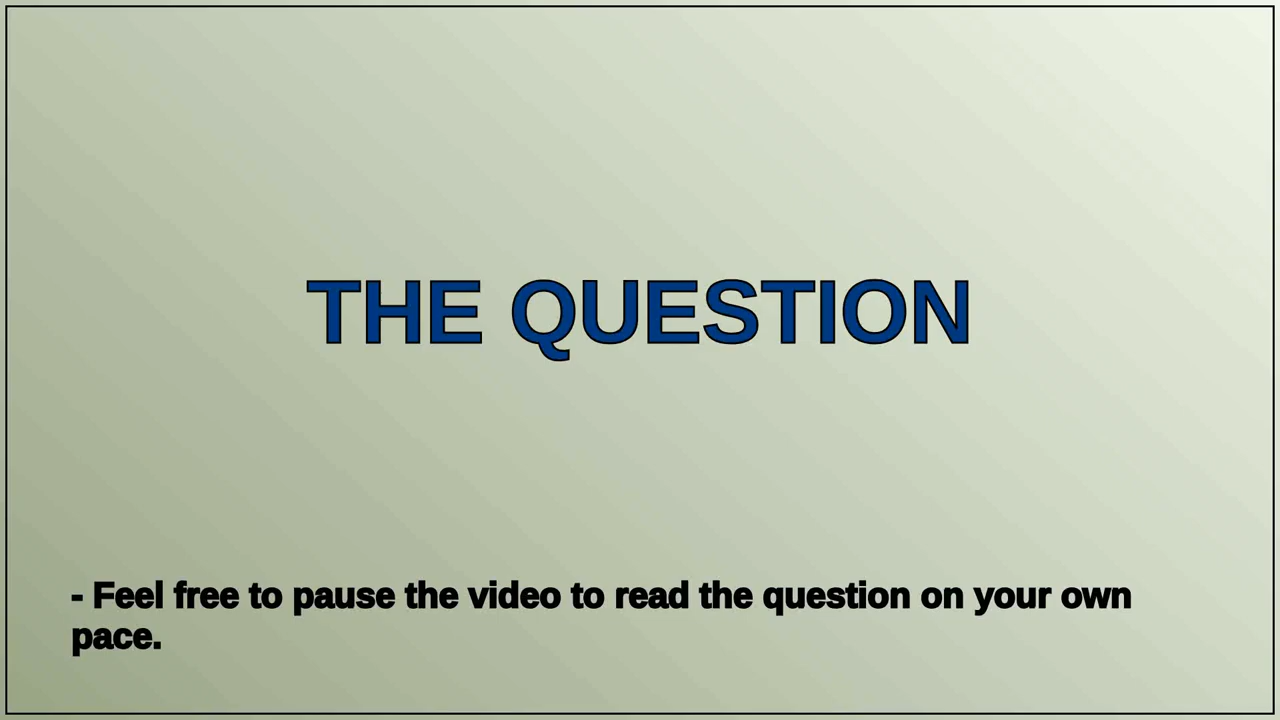 THE QUESTION
- Feel free to pause the video to read the question on your own
pace.